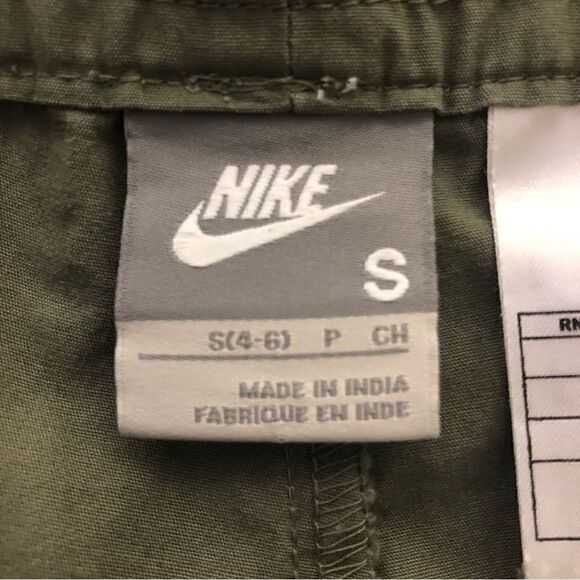 NIKE
S
S(4-6) P CH
MADE IN INDIA
FABRIQUE EN INDE
RN